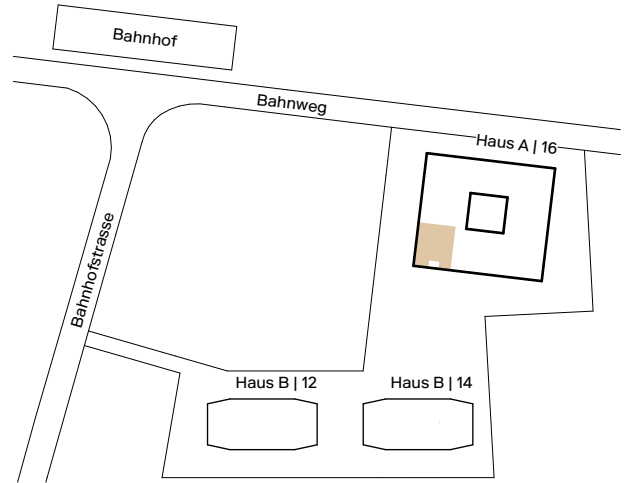 Bahnhof
Bahnweg
Haus A | 16
Bahnhofstrasse
Haus B | 12
Haus B | 14